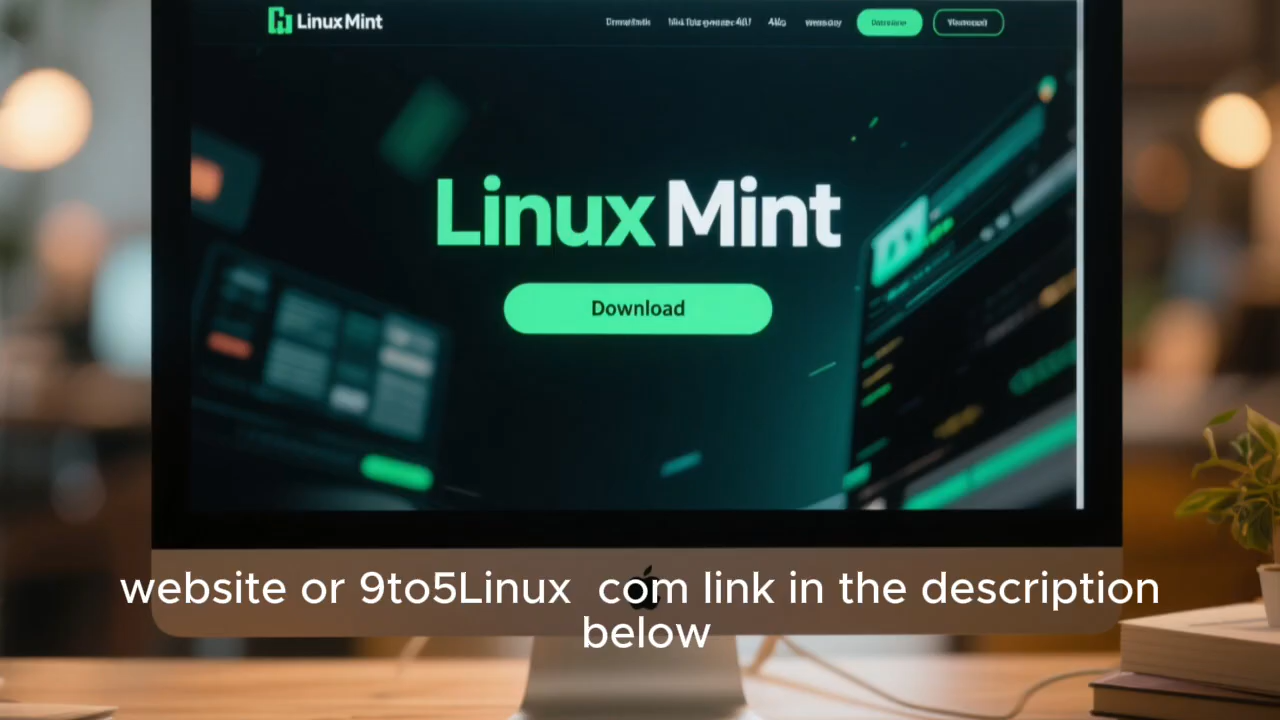 Linux Mint
Linux Mint
Download
website or 9to5Linux com link in the description
below